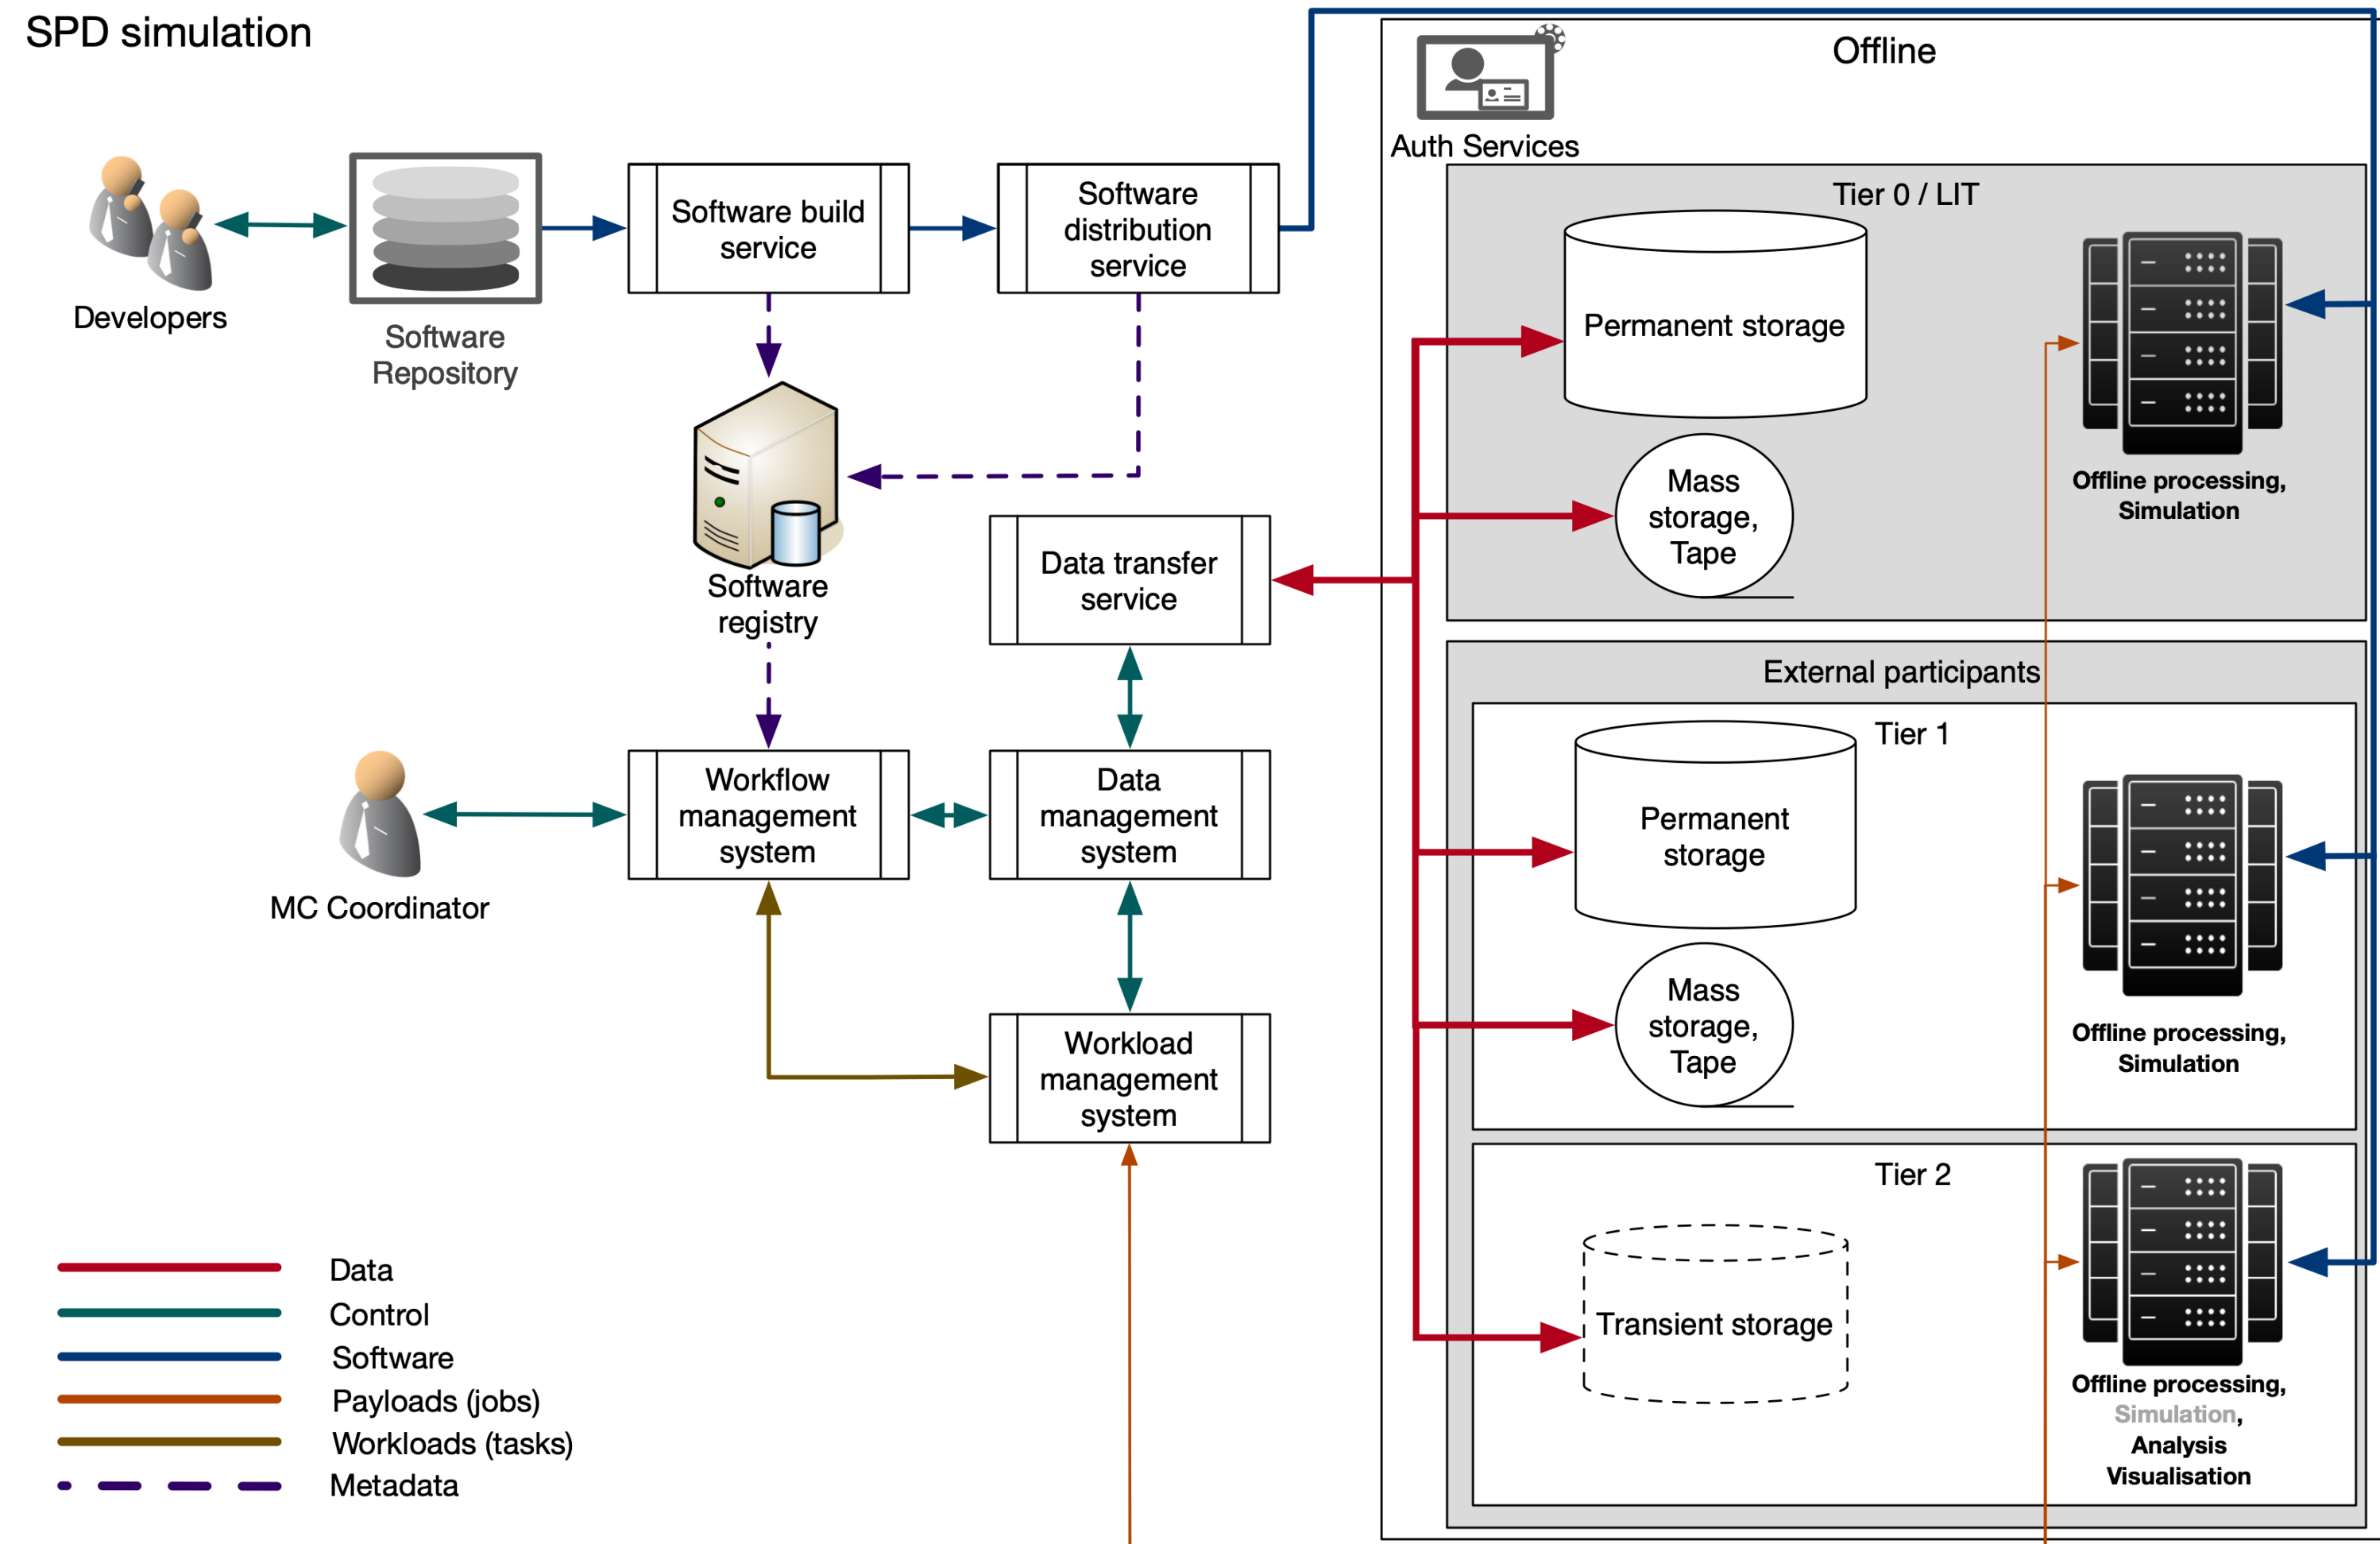 SPD simulation
Offline
Auth Services
Developers
Software
Repository
Software build
service
Software
distribution
service
Software
registry
Data transfer
service
MC Coordinator
Workflow
management
system
Data
management
system
Workload
management
system
Tier 0 / LIT
Permanent storage
Mass
storage,
Tape
Offline processing,
Simulation
External participants
Tier 1
Permanent
storage
Mass
storage,
Tape
Offline processing,
Simulation
Tier 2
Transient storage
Offline processing,
Simulation,
Analysis
Visualisation
Data
Control
Software
Payloads (jobs)
Workloads (tasks)
Metadata